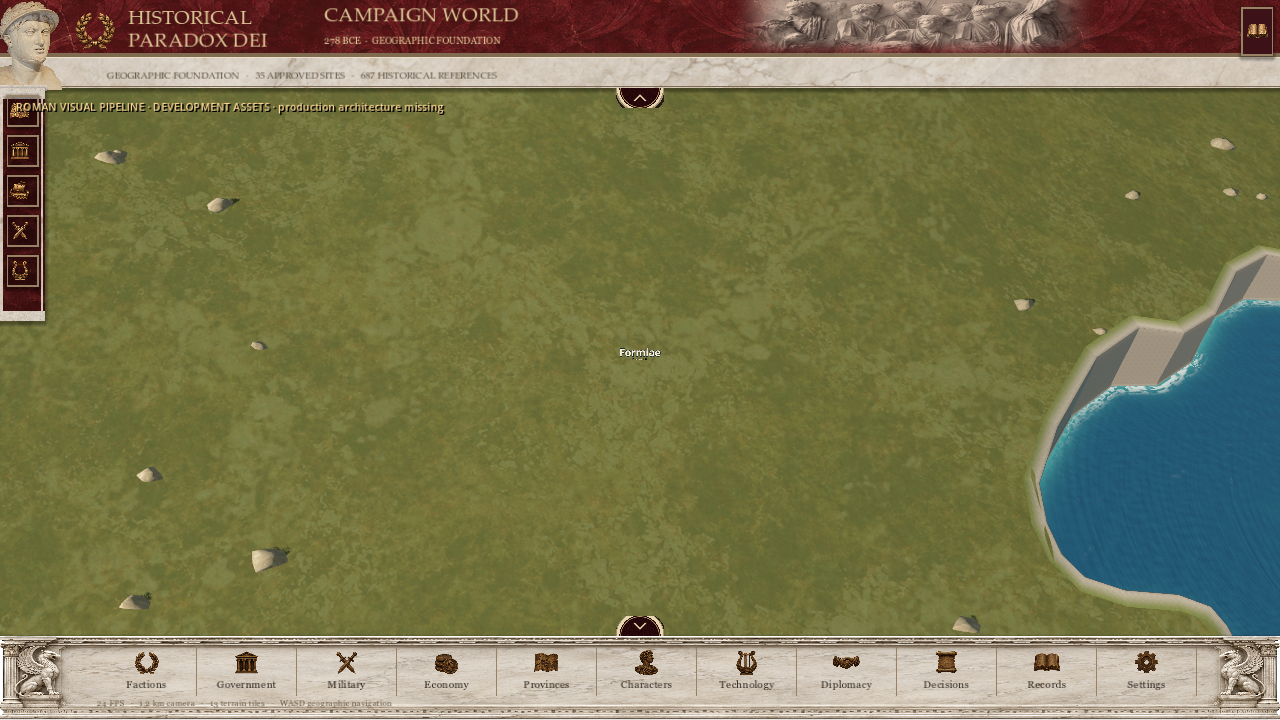 HISTORICAL
PARADOX DEI
CAMPAIGN WORLD
278 BCE · GEOGRAPHIC FOUNDATION
GEOGRAPHIC FOUNDATION · 35 APPROVED SITES · 687 HISTORICAL REFERENCES
ROMAN VISUAL PIPELINE · DEVELOPMENT ASSETS · production architecture missing
Formiae
Factions
Government
Military
Economy
Provinces
Characters
Technology
Diplomacy
Decisions
Records
Settings
24 FPS · 1.2 km camera · 13 terrain tiles · WASD geographic navigation